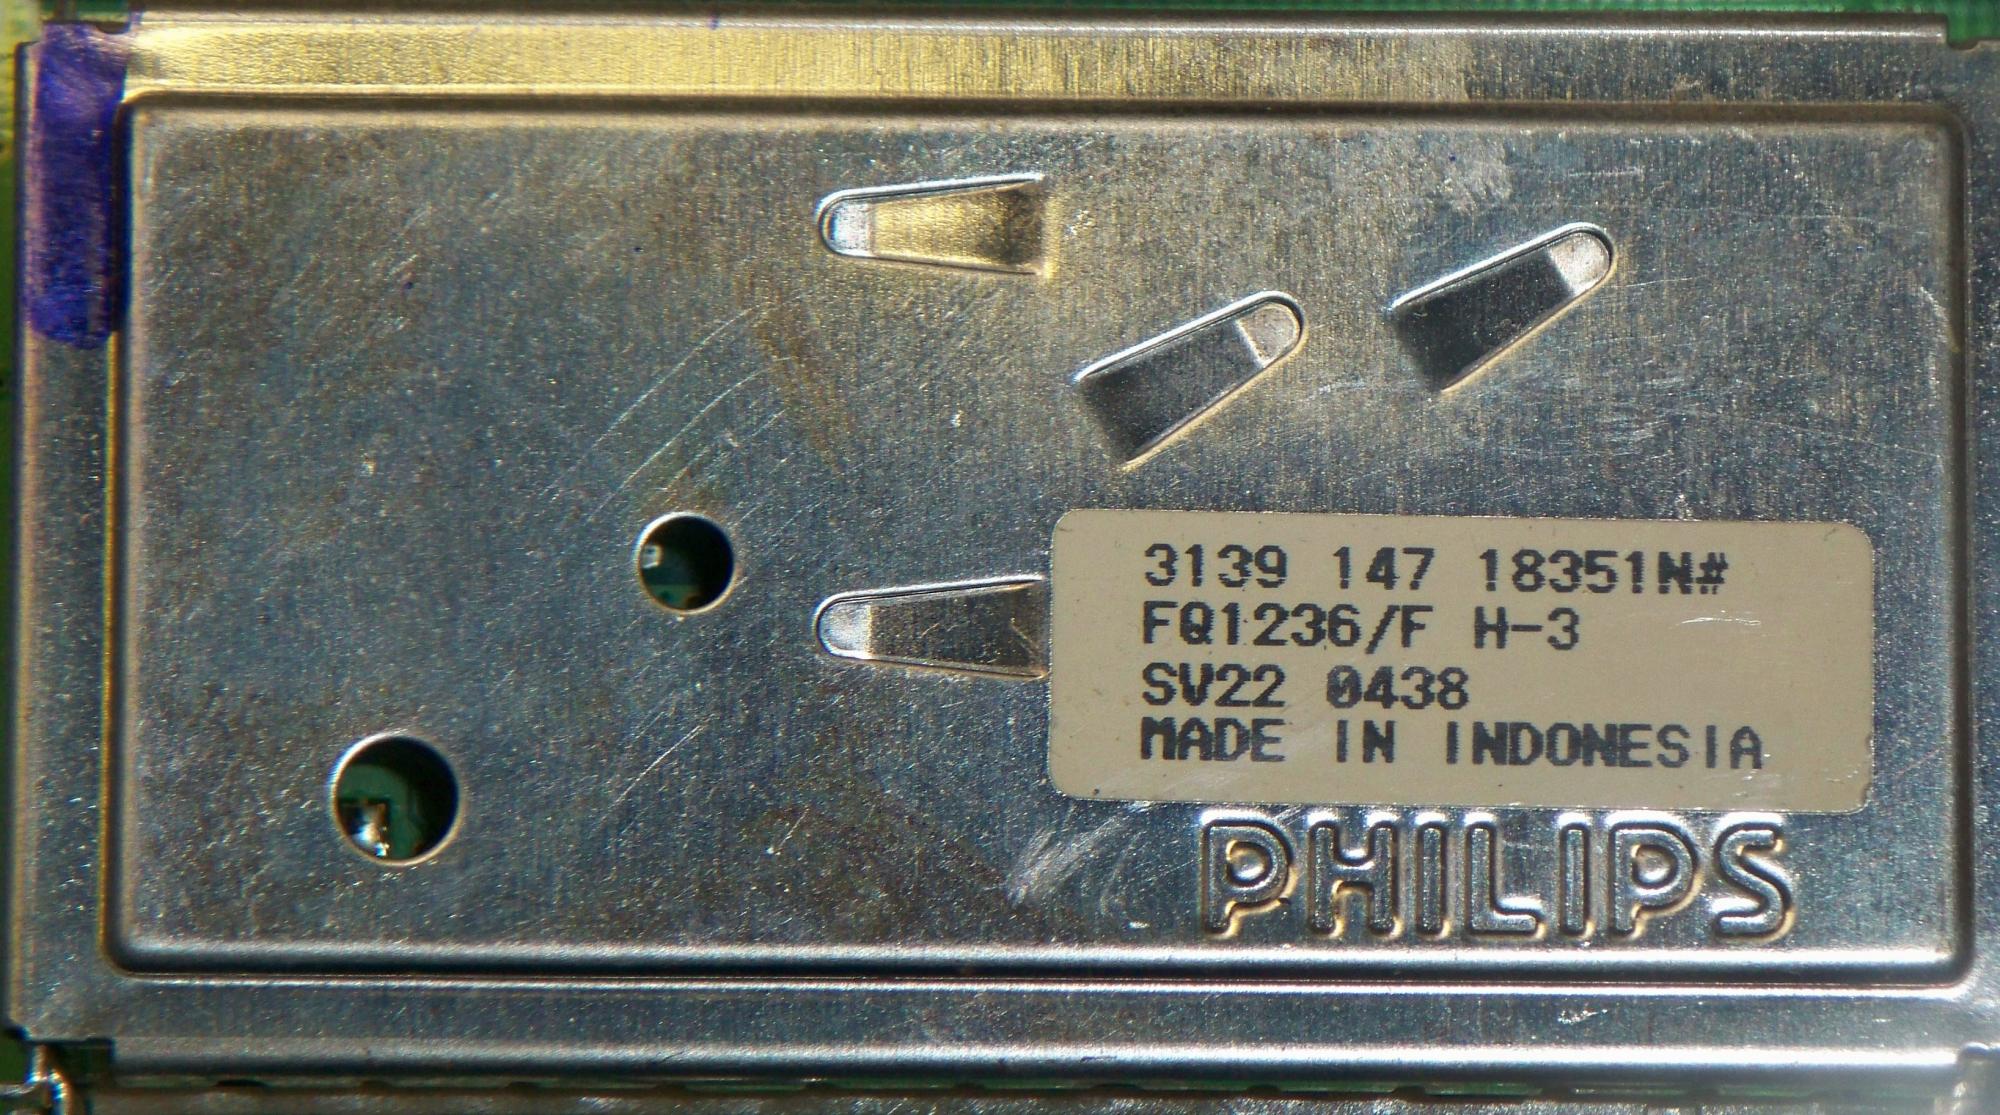 3139 147 18351N#
FQ1236/F H-3
SV22 0438
MADE IN INDONESIA
PHILIPS